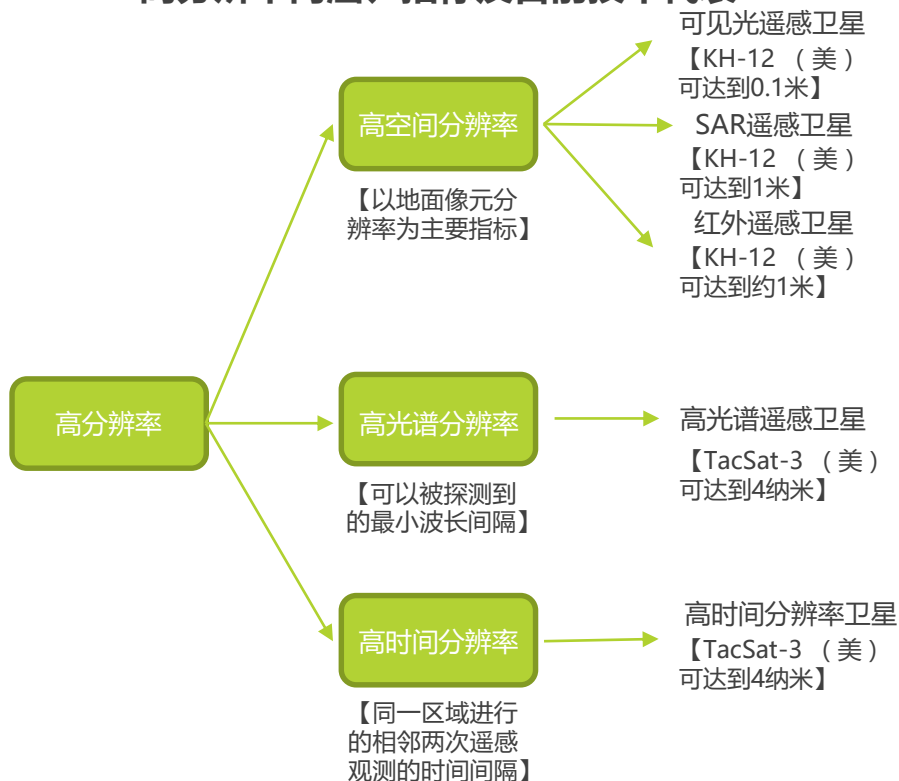 可见光遥感卫星
【KH-12 （美）
可达到0.1米】
高空间分辨率
SAR遥感卫星
【KH-12 （美）
可达到1米】
【以地面像元分
辨率为主要指标】
红外遥感卫星
【KH-12 （美）
可达到约1米】
高分辨率
高光谱分辨率
高光谱遥感卫星
【TacSat-3 （美）
可达到4纳米】
【可以被探测到
的最小波长间隔】
高时间分辨率
高时间分辨率卫星
【TacSat-3 （美）
可达到4纳米】
【同一区域进行
的相邻两次遥感
观测的时间间隔】